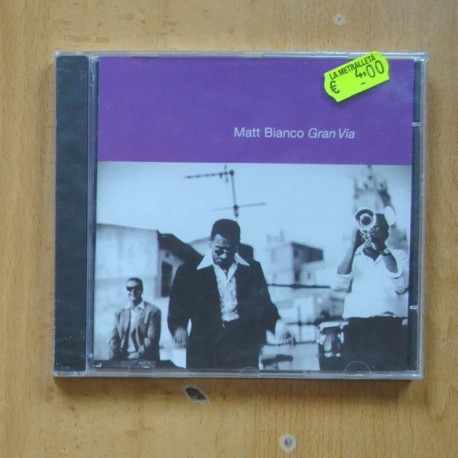 LA METRALLETA
€ 4,00
Matt Bianco Gran Via